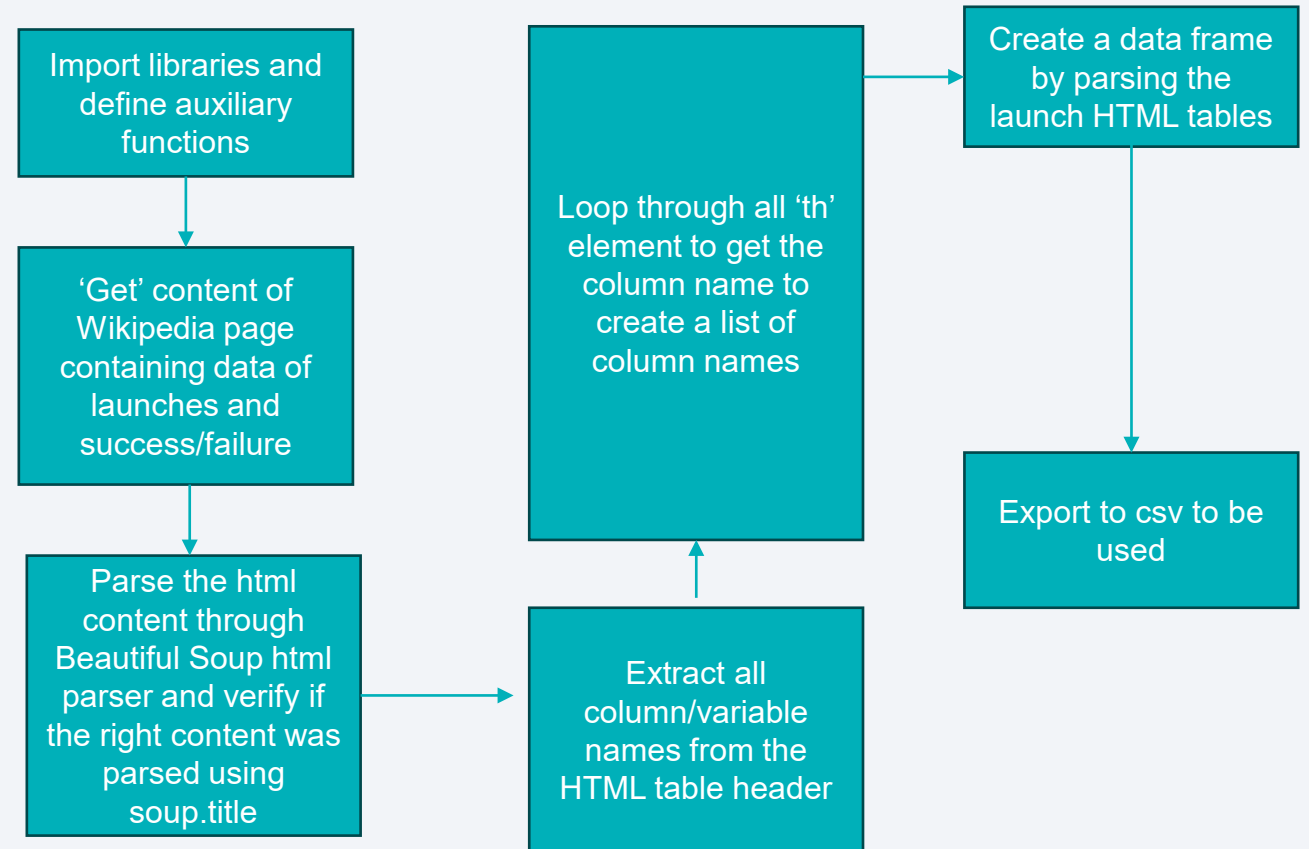 Import libraries and
define auxiliary
functions
‘Get’ content of
Wikipedia page
containing data of
launches and
success/failure
Parse the html
content through
Beautiful Soup html
parser and verify if
the right content was
parsed using
soup.title
Extract all
column/variable
names from the
HTML table header
Loop through all ‘th’
element to get the
column name to
create a list of
column names
Create a data frame
by parsing the
launch HTML tables
Export to csv to be
used